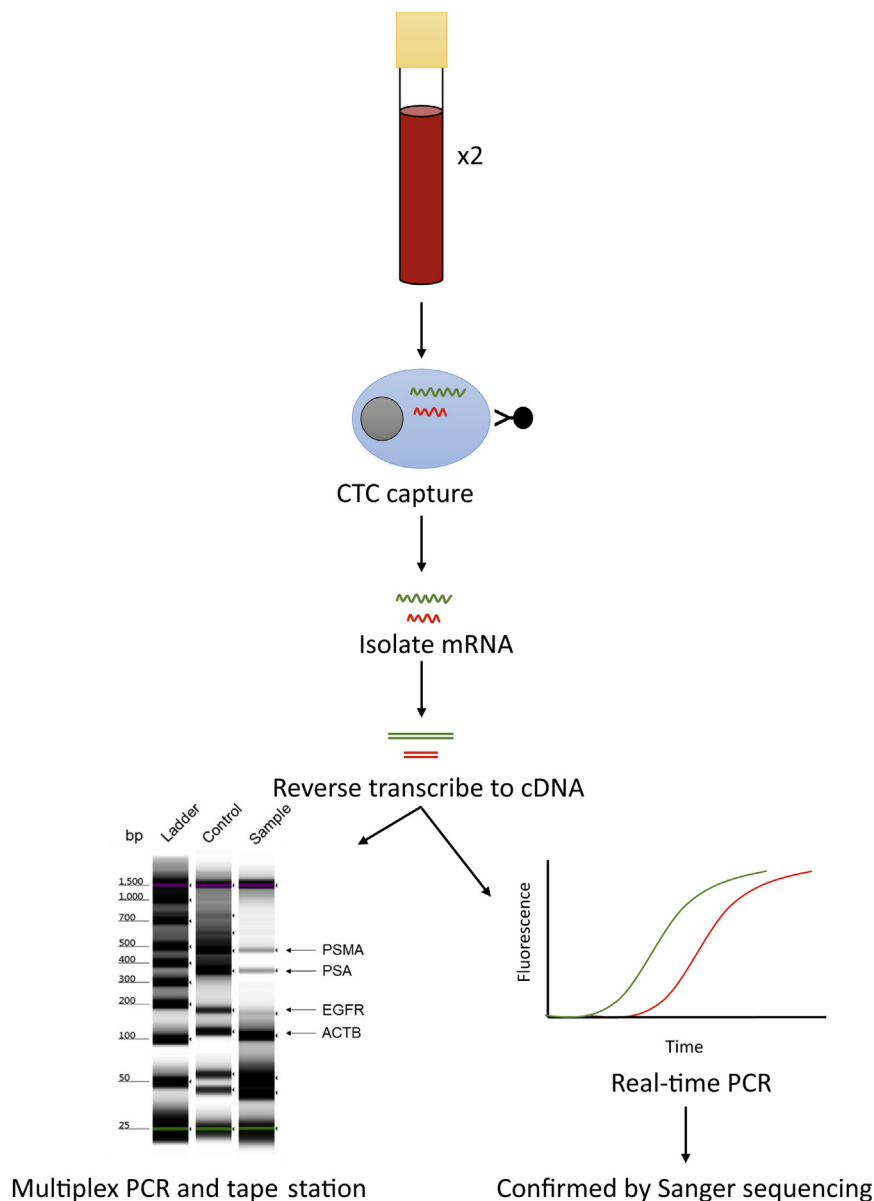 x2
CTC capture
Isolate mRNA
Reverse transcribe to cDNA
bp
Ladder
Control
Sample
1,500
1,000
700
500
400
300
200
100
50
25
PSMA
PSA
EGFR
ACTB
Multiplex PCR and tape station
Fluorescence
Time
Real-time PCR
Confirmed by Sanger sequencing